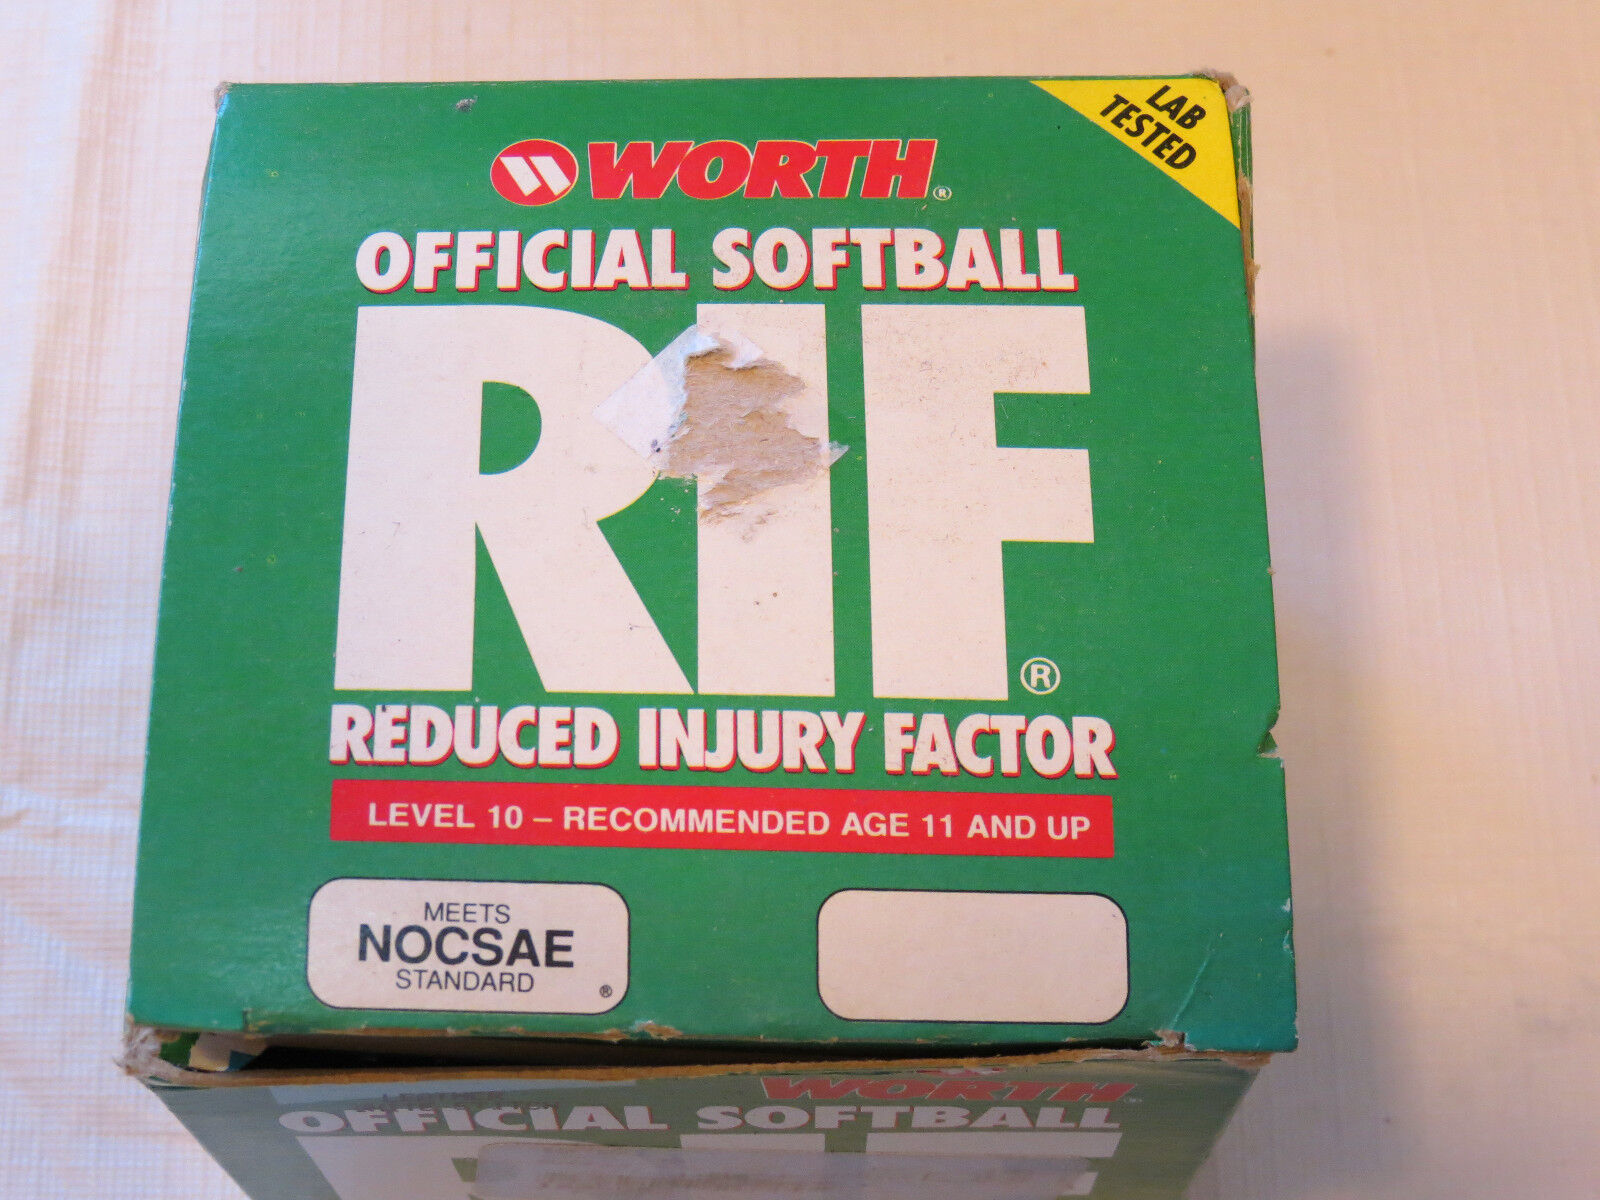 LAB
TESTED
WORTH®
OFFICIAL SOFTBALL
RIF®
REDUCED INJURY FACTOR
LEVEL 10 – RECOMMENDED AGE 11 AND UP
MEETS
NOCSAE
STANDARD
®
WORTH
OFFICIAL SOFTBALL